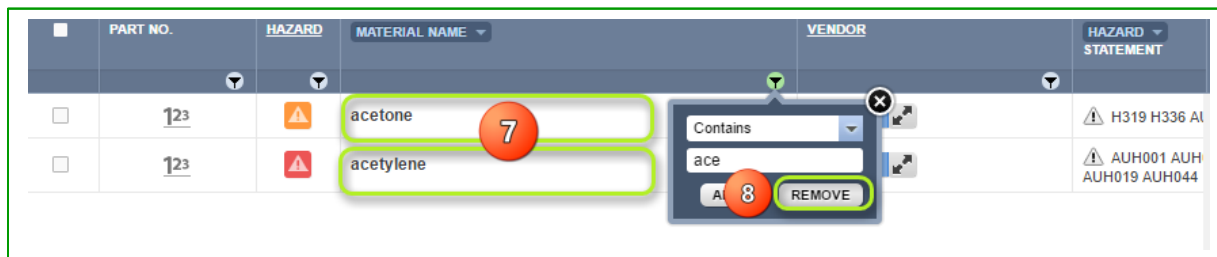 PART NO. HAZARD MATERIAL NAME VENDOR HAZARD
STATEMENT
123 acetone H319 H336
7
Contains
123 acetylene AUH001
ace
AUH019 AUH044
8 REMOVE